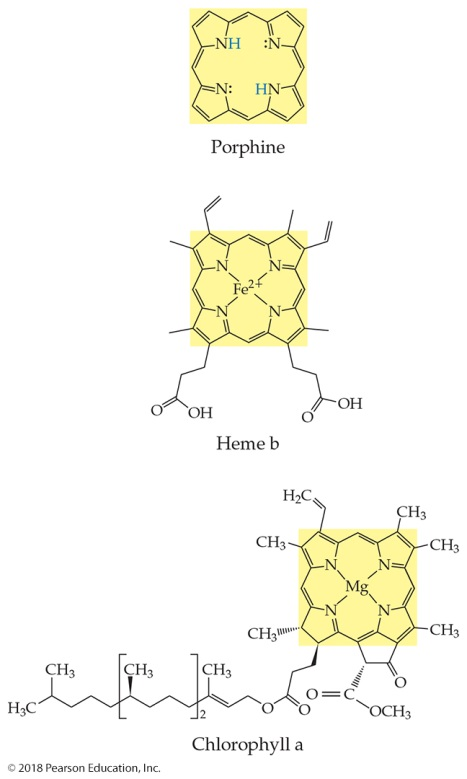 NH :N
N: HN
Porphine
N N
Fe2+
N N
O OH O OH
Heme b
H2C
CH3
CH3 CH3
N N
Mg
N N
CH3 CH3
CH3 CH3 CH3
O
O
H3C 2 O O OCH3
Chlorophyll a
© 2018 Pearson Education, Inc.